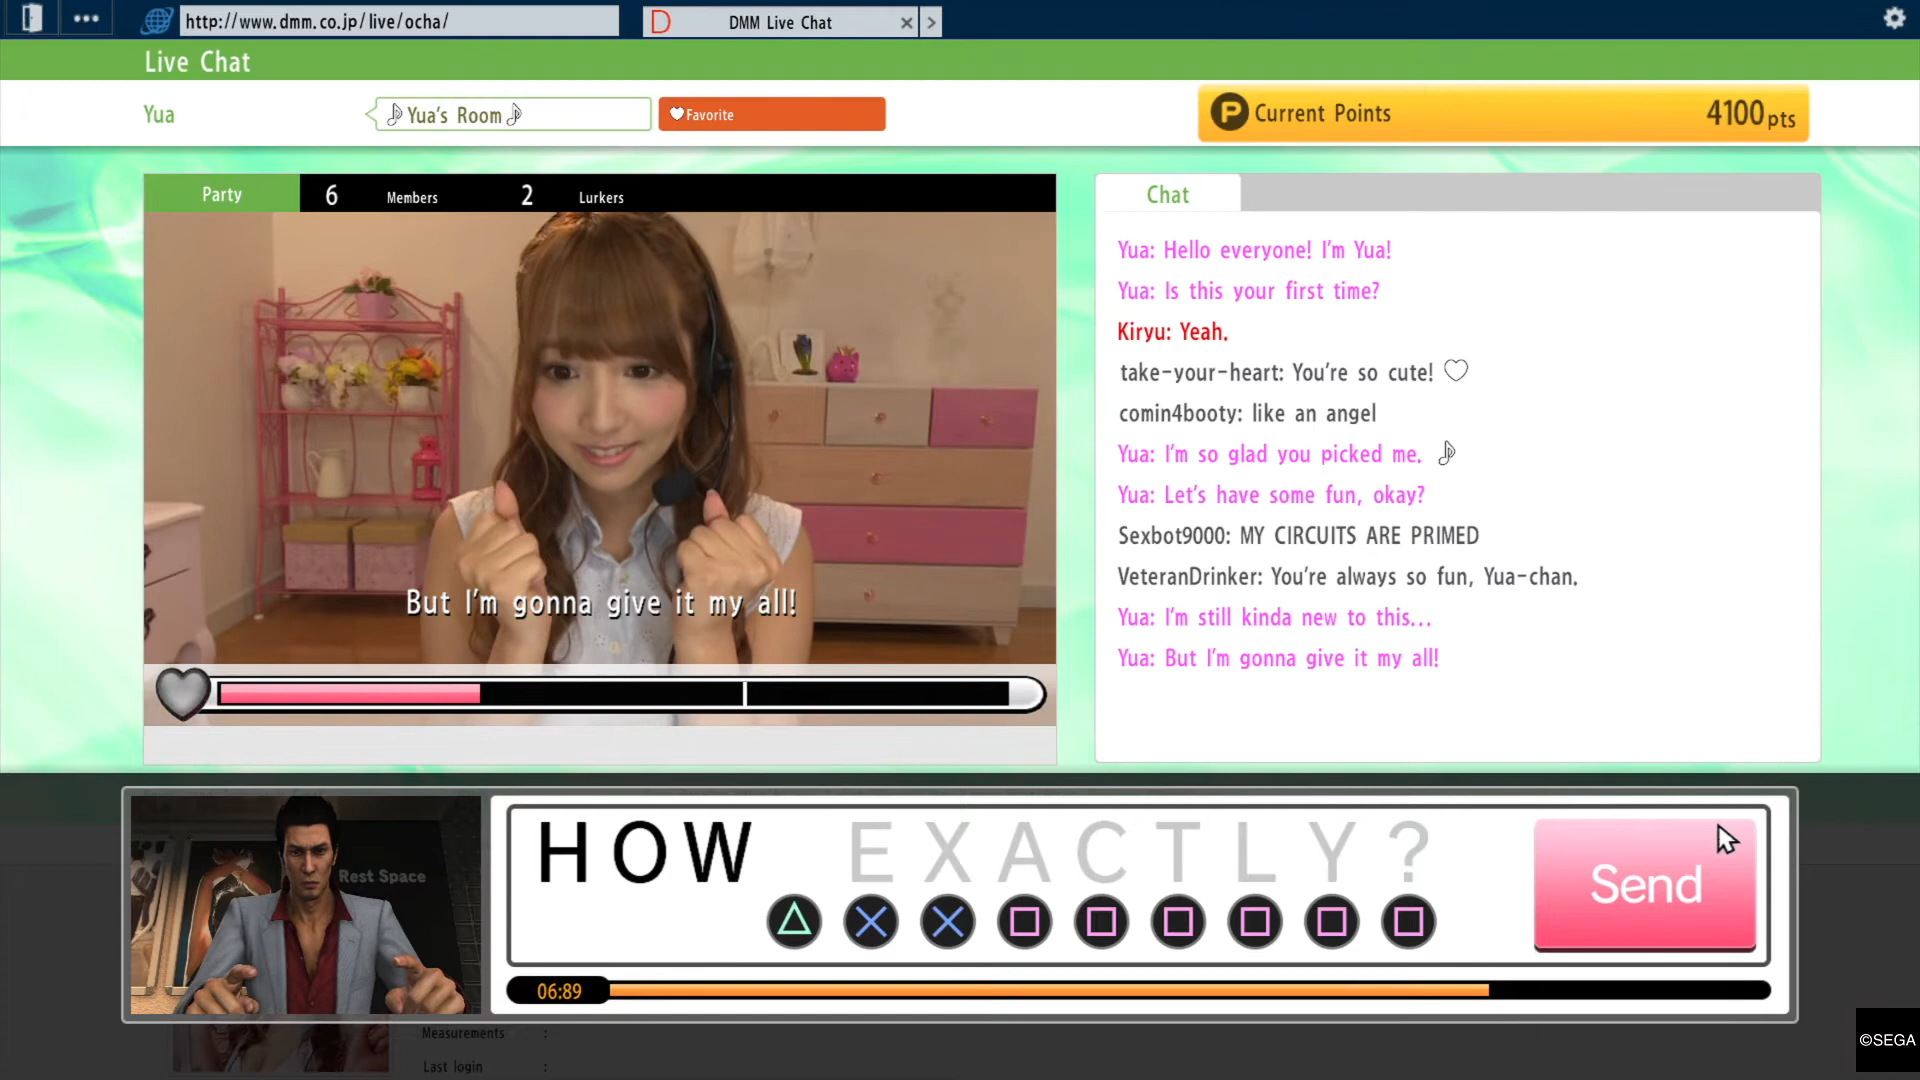 http://www.dmm.co.jp/live/ocha/
DMM Live Chat
Live Chat
Yua
♪Yua's Room♪
Favorite
P Current Points
4100pts
Party
6 Members
2 Lurkers
But I'm gonna give it my all!
Chat
Yua: Hello everyone! I'm Yua!
Yua: Is this your first time?
Kiryu: Yeah.
take-your-heart: You're so cute! ♡
comin4booty: like an angel
Yua: I'm so glad you picked me. ♪
Yua: Let's have some fun, okay?
Sexbot9000: MY CIRCUITS ARE PRIMED
VeteranDrinker: You're always so fun, Yua-chan.
Yua: I'm still kinda new to this...
Yua: But I'm gonna give it my all!
Rest Space
HOW EXACTLY?
Send
06:89
Measurements :
Last login :
©SEGA